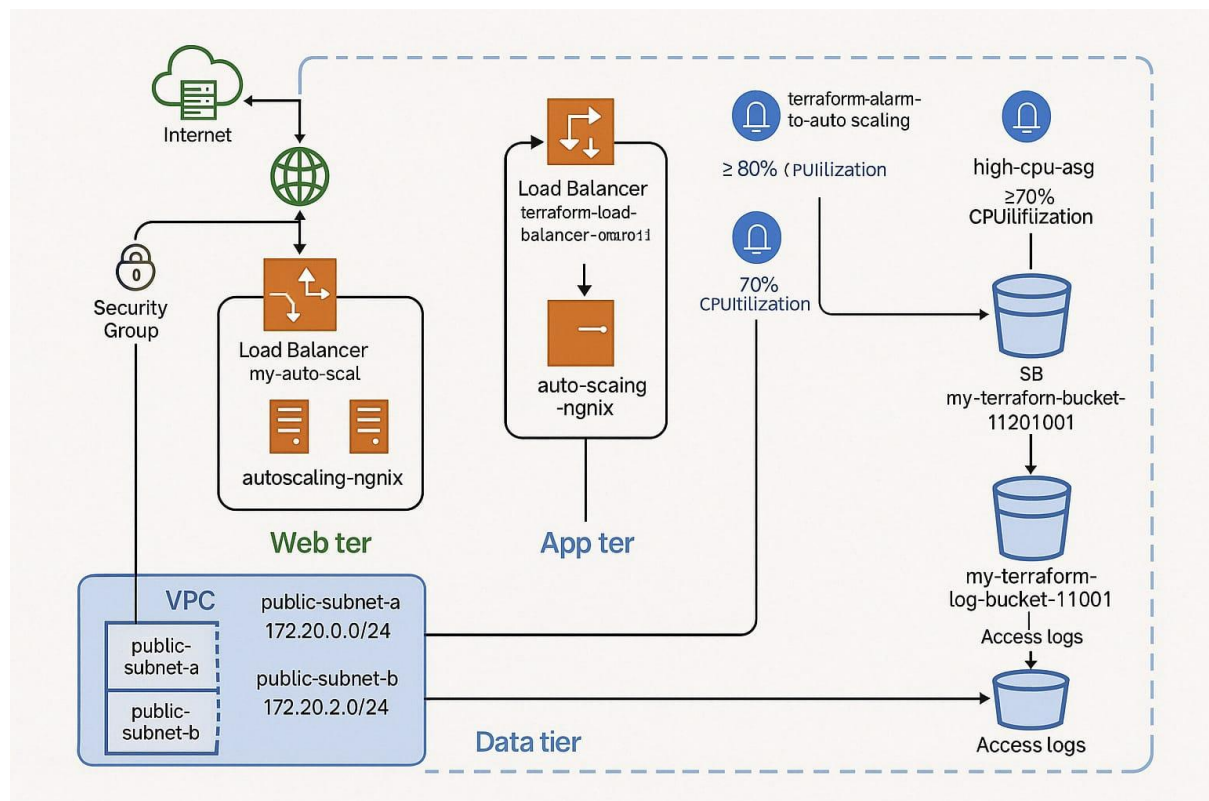 Internet
Security
Group
Load Balancer
my-auto-scal
autoscaling-ngnix
Web ter
Load Balancer
terraform-load-
balancer-
auto-scaing
-ngnix
App ter
terraform-alarm-
to-auto scaling
≥ 80% (PUIilization
70%
CPUItilization
high-cpu-asg
≥70%
CPUiliflization
SB
my-terraforn-bucket-
11201001
my-terraform-
log-bucket-11001
Access logs
Access logs
VPC
public-
subnet-a
public-
subnet-b
public-subnet-a
172.20.0.0/24
public-subnet-b
172.20.2.0/24
Data tier